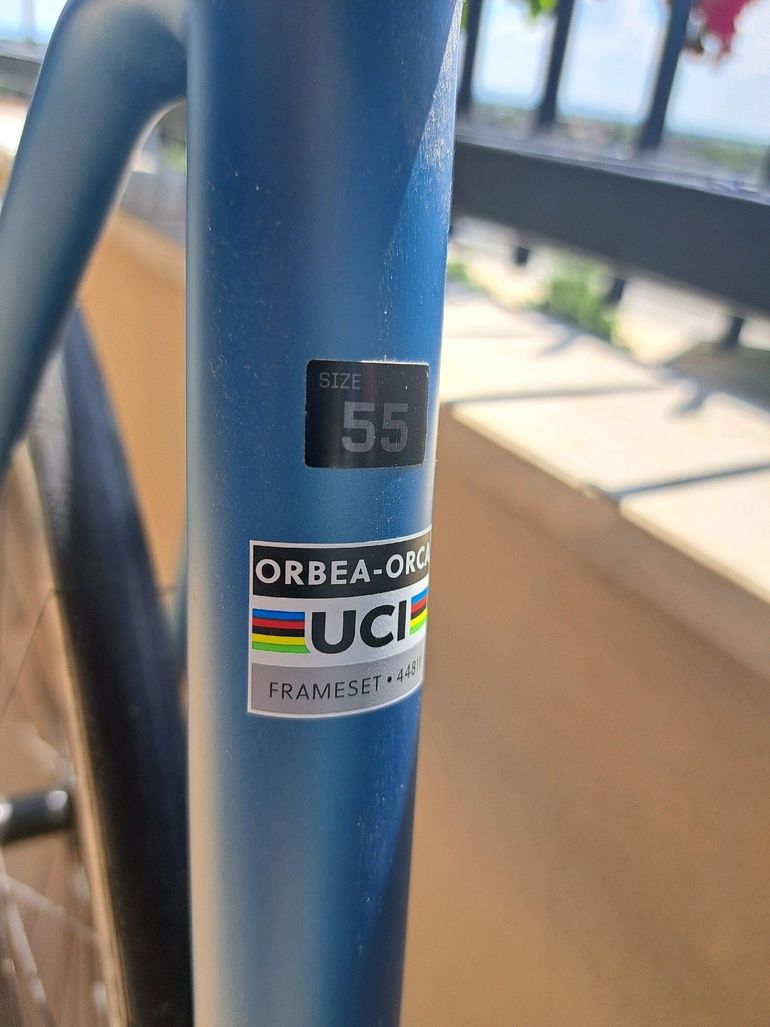 SIZE
55
ORBEA-ORCA
UCI
FRAMESET •